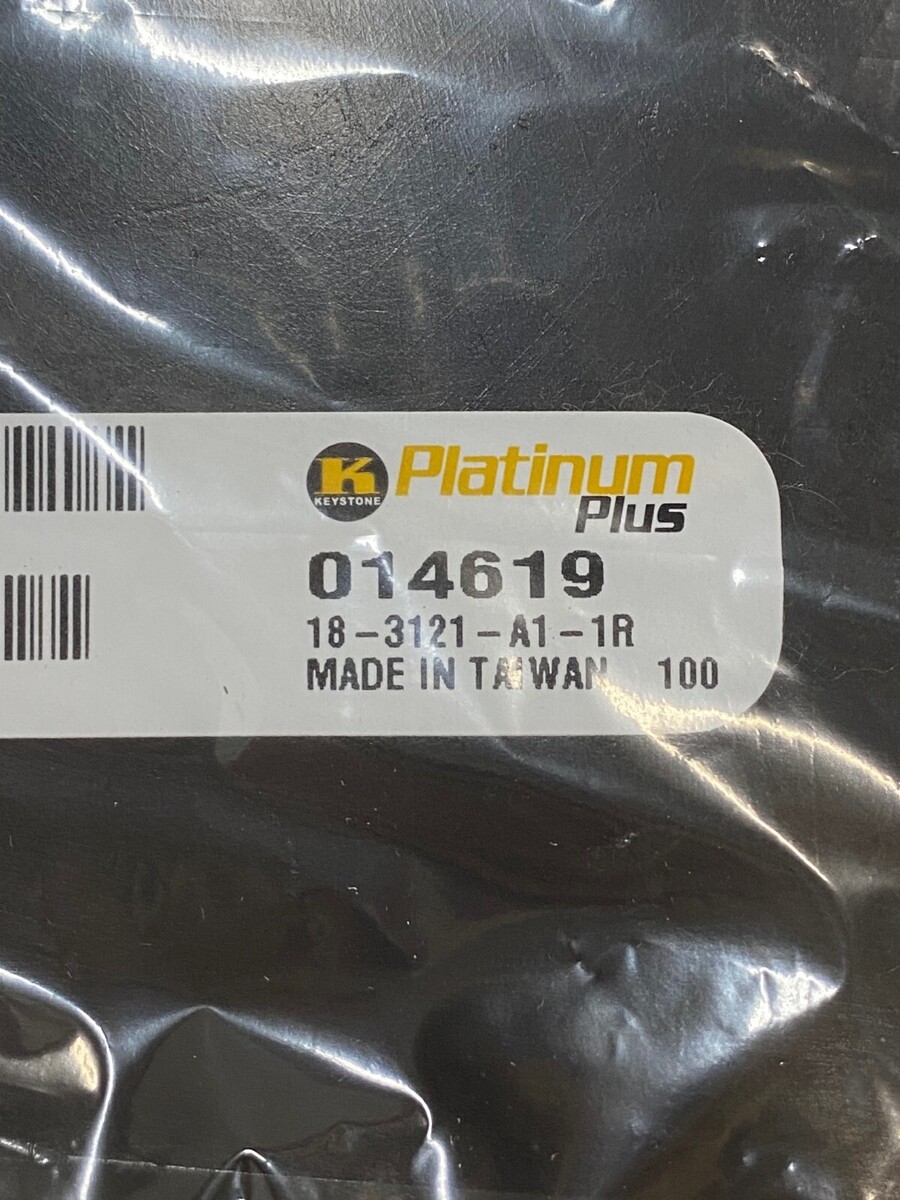 K
KEYSTONE
Platinum
Plus
014619
18-3121-A1-1R
MADE IN TAIWAN 100